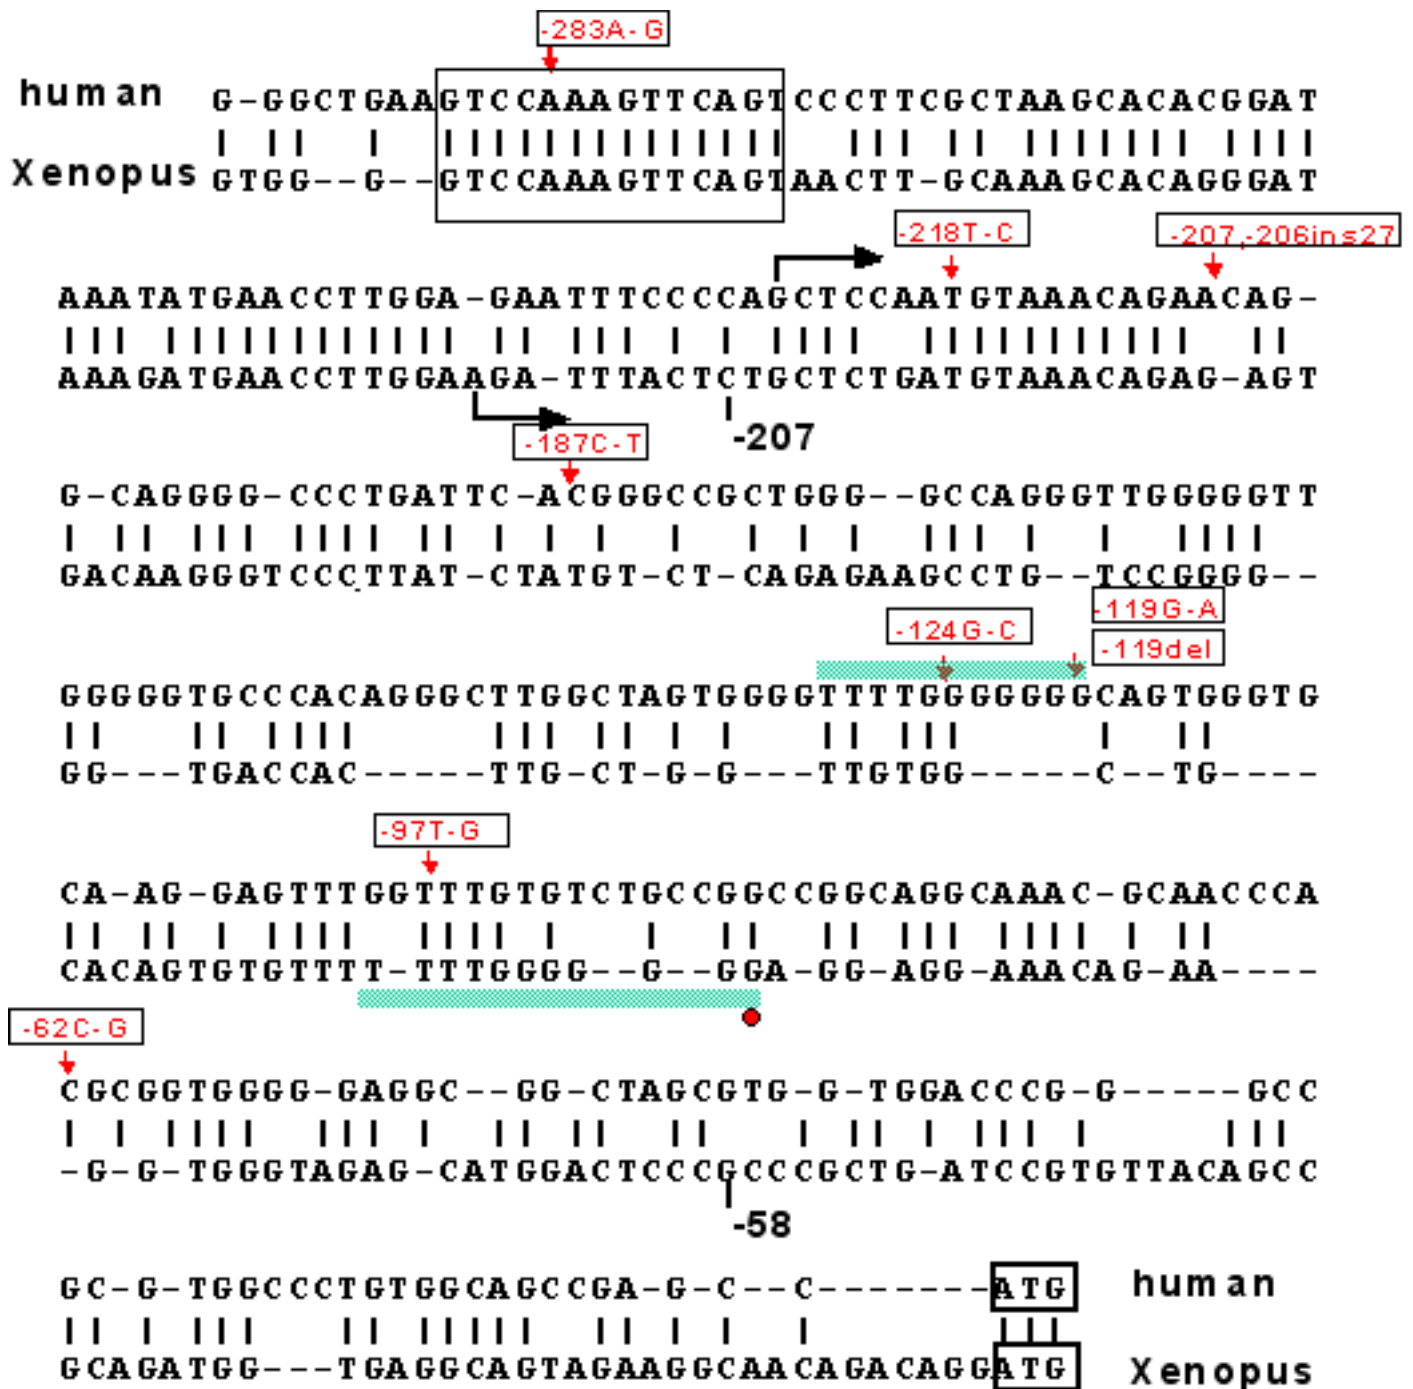 -283A-G
human G-GGCTGAAGTCCAAAGTTCAGTCCCTTCGCTAAGCACACGGAT
Xenopus GTGG--G--GTCCAAAGTTCAGTAACTT-GCAAAGCACAGGGAT
-218T-C -207,-206ins27
AAATATGAACCTTGGA-GAATTTCCCCAGCTCCAATGTAAACAGAACAG-
AAAGATGAACCTTGGAAGA-TTTACTCTGCTCTGATGTAAACAGAG-AGT
-207
-187C-T
G-CAGGGG-CCCTGATTC-ACGGGCCGCTGGG--GCCAGGGTTGGGGGTT
GACAAGGGTCCCTTAT-CTATGT-CT-CAGAGAAGCCTG--TCCGGGG--
-119G-A
-124G-C -119del
GGGGGTGCCCACAGGGCTTGGCTAGTGGGGTTTTGGGGGGGCAGTGGGTG
GG---TGACCAC-----TTG-CT-G-G---TTGTGG-----C--TG----
-97T-G
CA-AG-GAGTTTGGTTTGTGTCTGCCGGCCGGCAGGCAAAC-GCAACCCA
CACAGTGTGTTTT-TTTGGGG--G--GGA-GG-AGG-AAACAG-AA----
-62C-G
CGCGGTGGGG-GAGGC--GG-CTAGCGTG-G-TGGACCCG-G-----GCC
-G-G-TGGGTAGAG-CATGGACTCCCGCCCGCTG-ATCCGTGTTACAGCC
-58
GC-G-TGGCCCTGTGGCAGCCGA-G-C--C-------ATG human
GCAGATGG---TGAGGCAGTAGAAGGCAACAGACAGGATG Xenopus